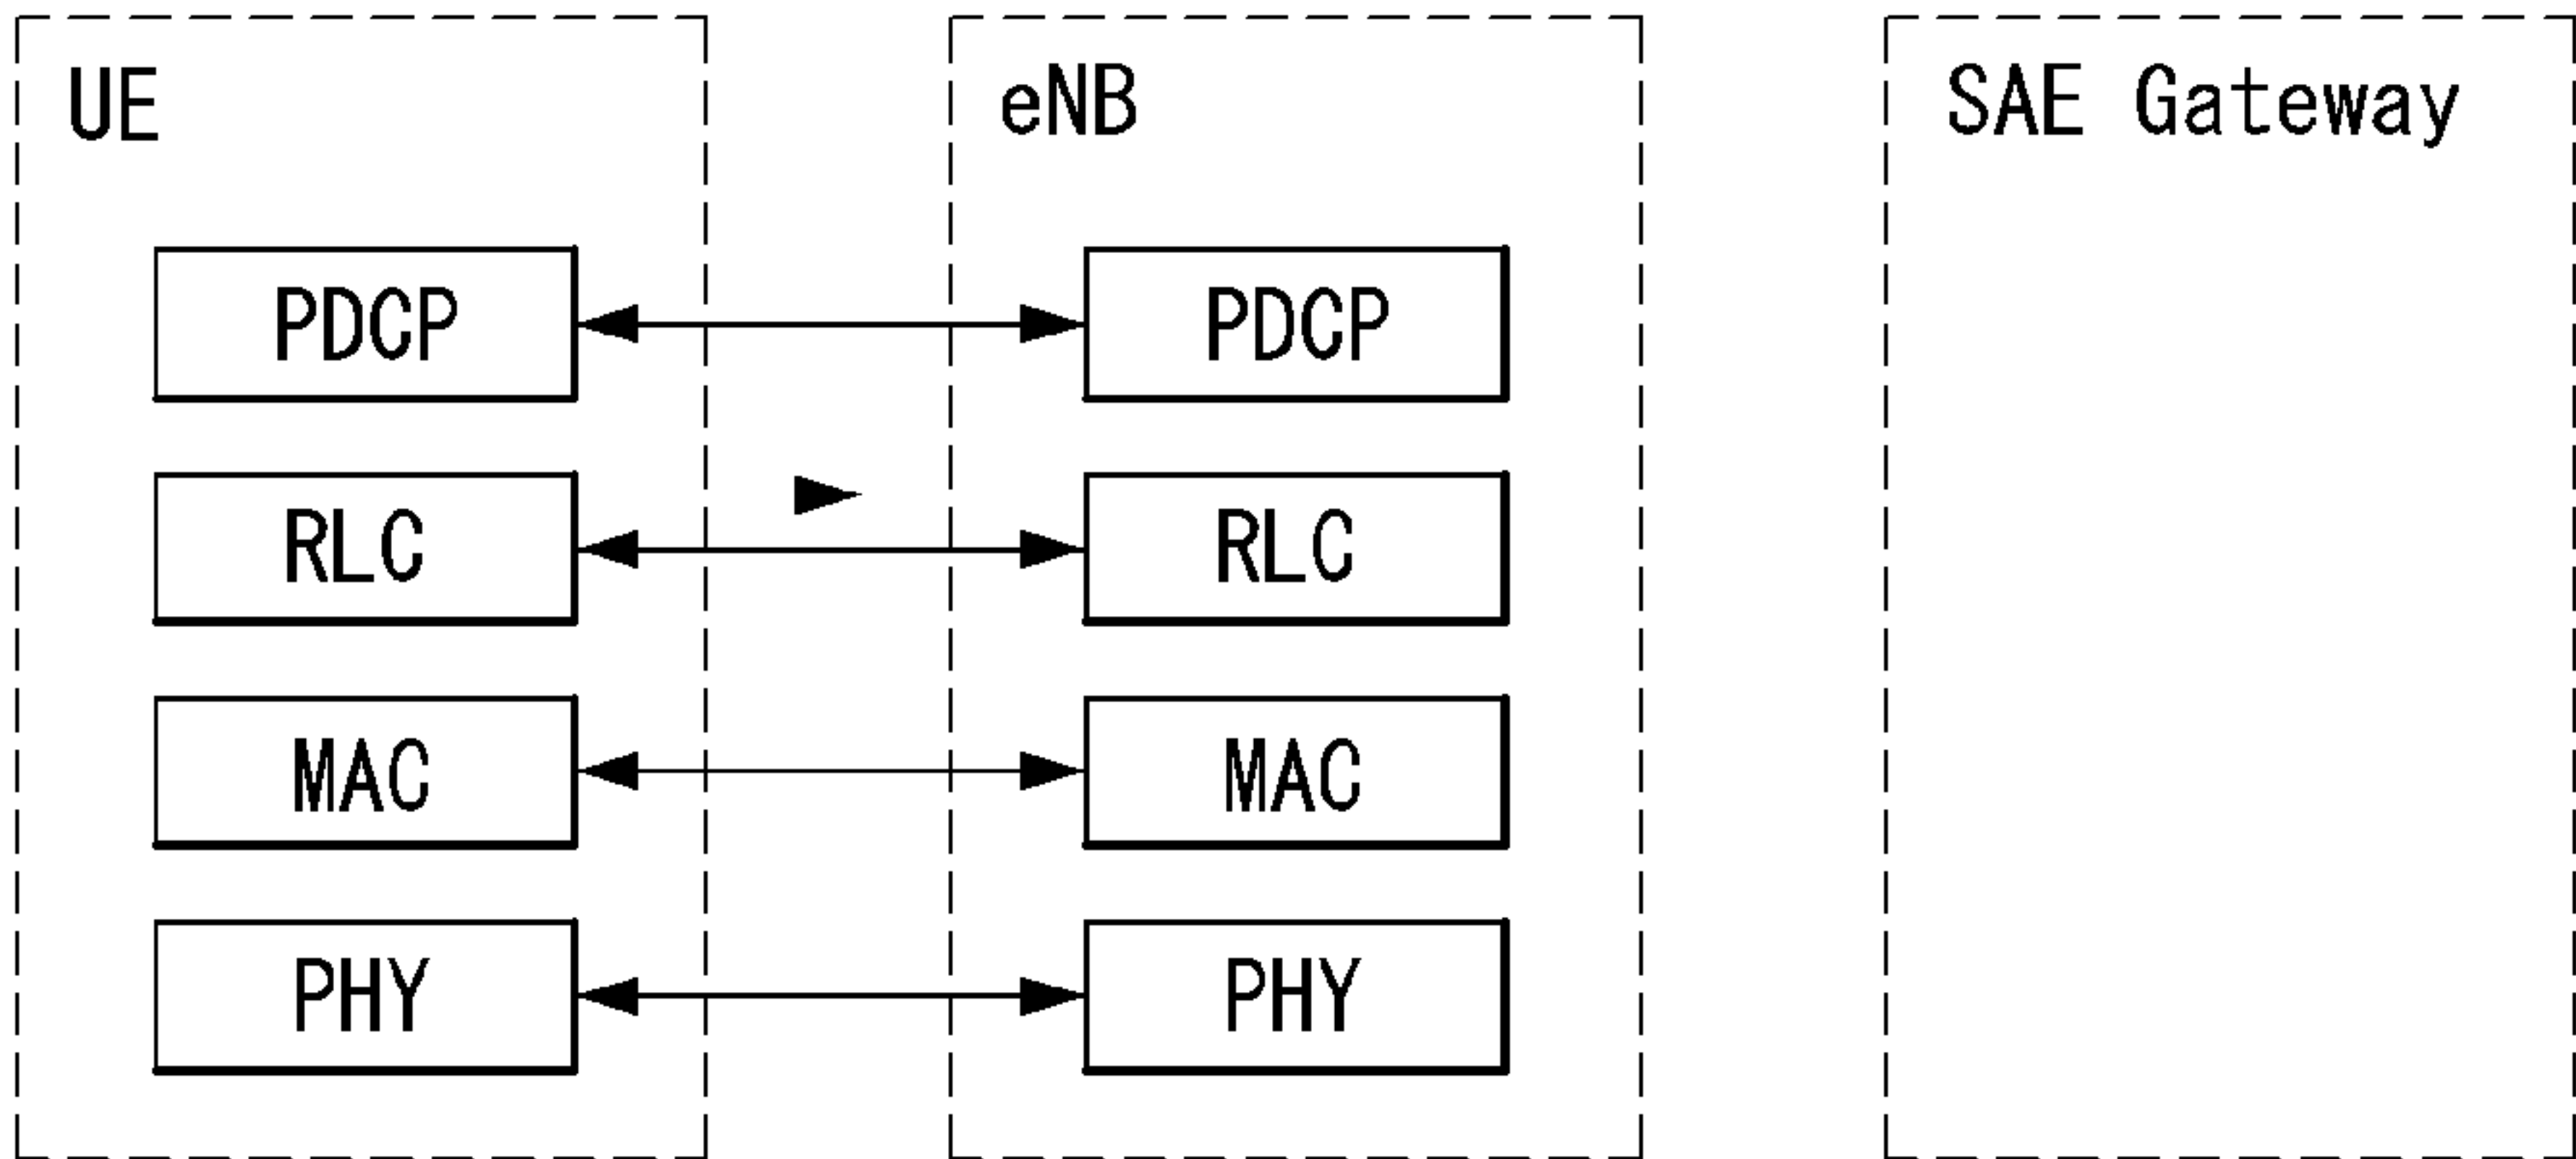 UE
eNB
SAE Gateway
PDCP
PDCP
RLC
RLC
MAC
MAC
PHY
PHY